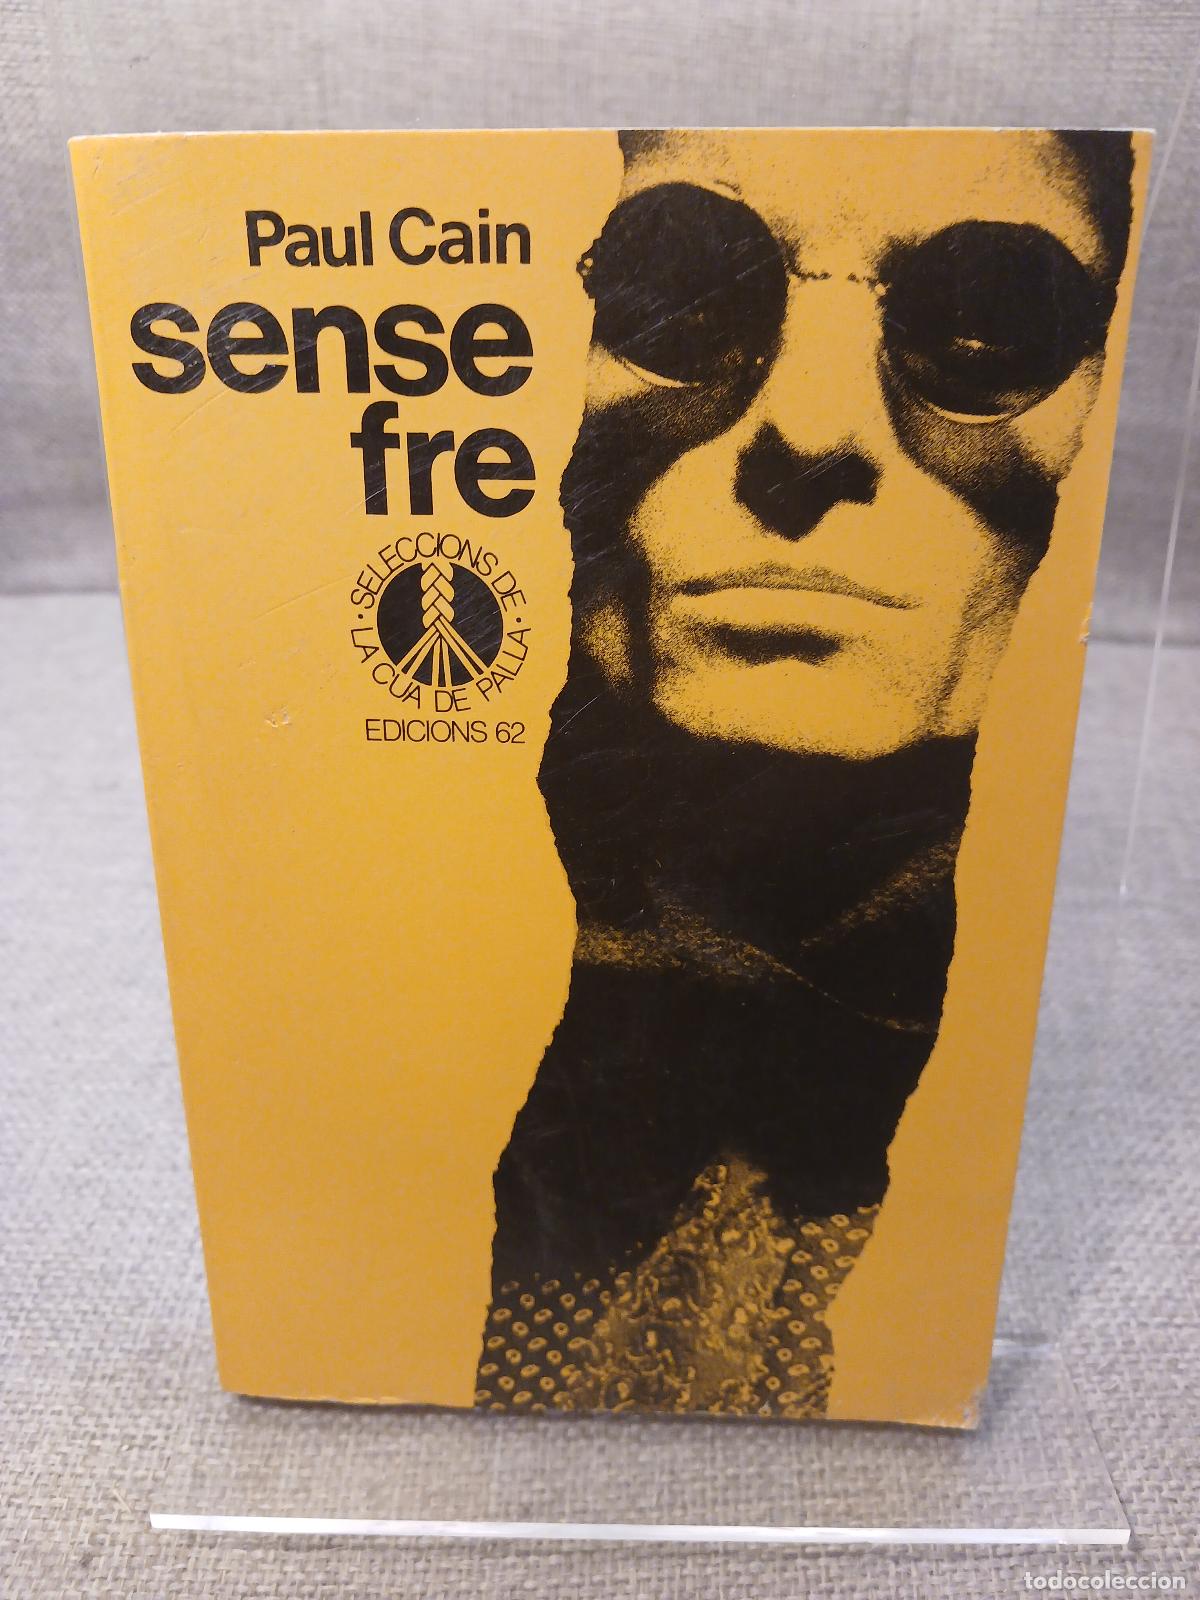 Paul Cain
sense
fre
· SELECCIONS DE ·
LA CUA DE PALLA
EDICIONS 62
todocoleccion